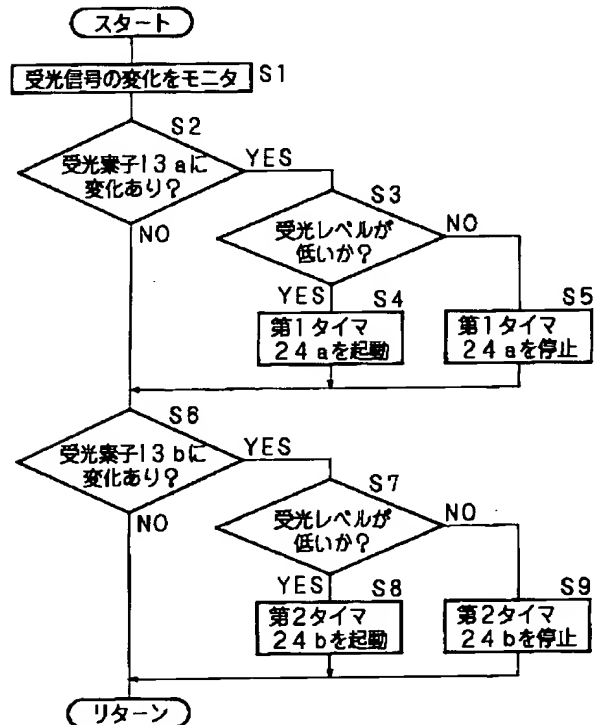 スタート
受光信号の変化をモニタ S1
S2
受光素子13aに
変化あり?
YES
NO
S3
受光レベルが
低いか?
NO
YES
S4
第1タイマ
24aを起動
S5
第1タイマ
24aを停止
S6
受光素子13bに
変化あり?
YES
NO
S7
受光レベルが
低いか?
NO
YES
S8
第2タイマ
24bを起動
S9
第2タイマ
24bを停止
リターン